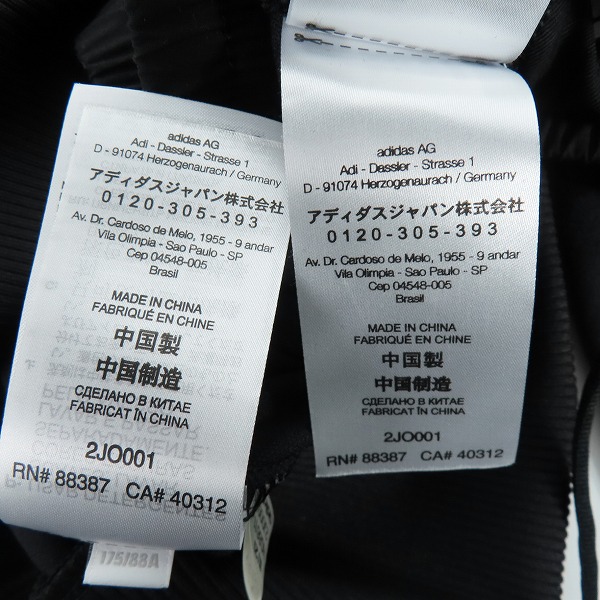 adidas AG
Adi - Dassler - Strasse 1
D - 91074 Herzogenaurach / Germany
アディダスジャパン株式会社
0120-305-393
Av. Dr. Cardoso de Melo, 1955 - 9 andar
Vila Olimpia - Sao Paulo - SP
Cep 04548-005
Brasil
MADE IN CHINA
FABRIQUÉ EN CHINE
中国製
中国制造
СДЕЛАНО В КИТАЕ
FABRICAT ÎN CHINA
2JO001
RN# 88387 CA# 40312
175/88A
adidas AG
Adi - Dassler - Strasse 1
D - 91074 Herzogenaurach / Germany
アディダスジャパン株式会社
0120-305-393
Av. Dr. Cardoso de Melo, 1955 - 9 andar
Vila Olimpia - Sao Paulo - SP
Cep 04548-005
Brasil
MADE IN CHINA
FABRIQUÉ EN CHINE
中国製
中国制造
СДЕЛАНО В КИТАЕ
FABRICAT ÎN CHINA
2JO001
RN# 88387 CA# 40312